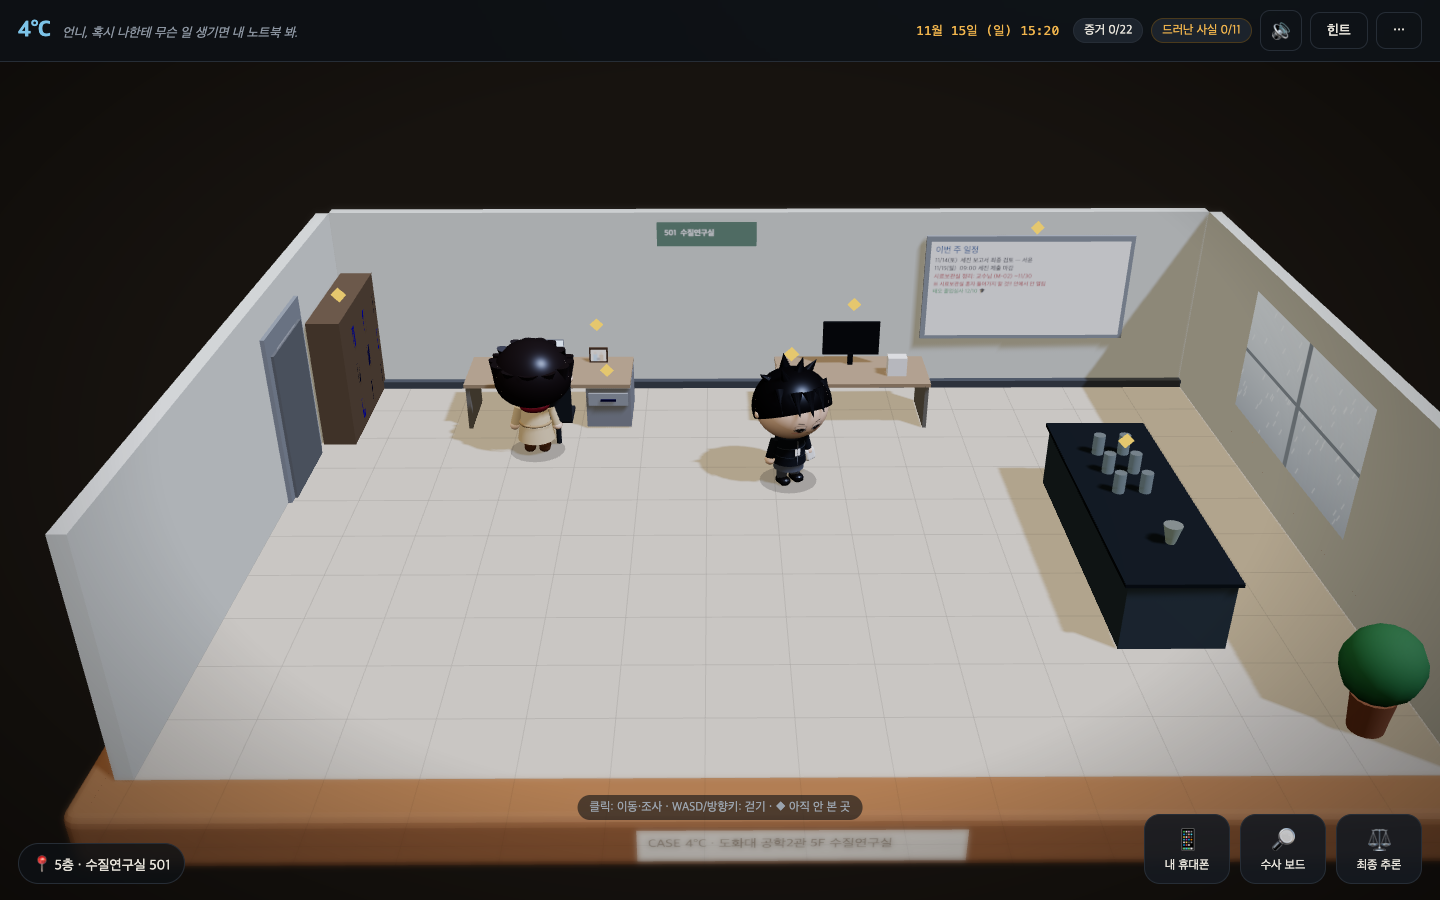 4℃
언니, 혹시 나한테 무슨 일 생기면 내 노트북 봐.
11월 15일 (일) 15:20
증거 0/22
드러난 사실 0/11
힌트
···
501 수질연구실
이번 주 일정
클릭: 이동·조사 · WASD/방향키: 걷기 · ◆ 아직 안 본 곳
CASE 4℃ · 도화대 공학2관 5F 수질연구실
5층 · 수질연구실 501
내 휴대폰
수사 보드
최종 추론